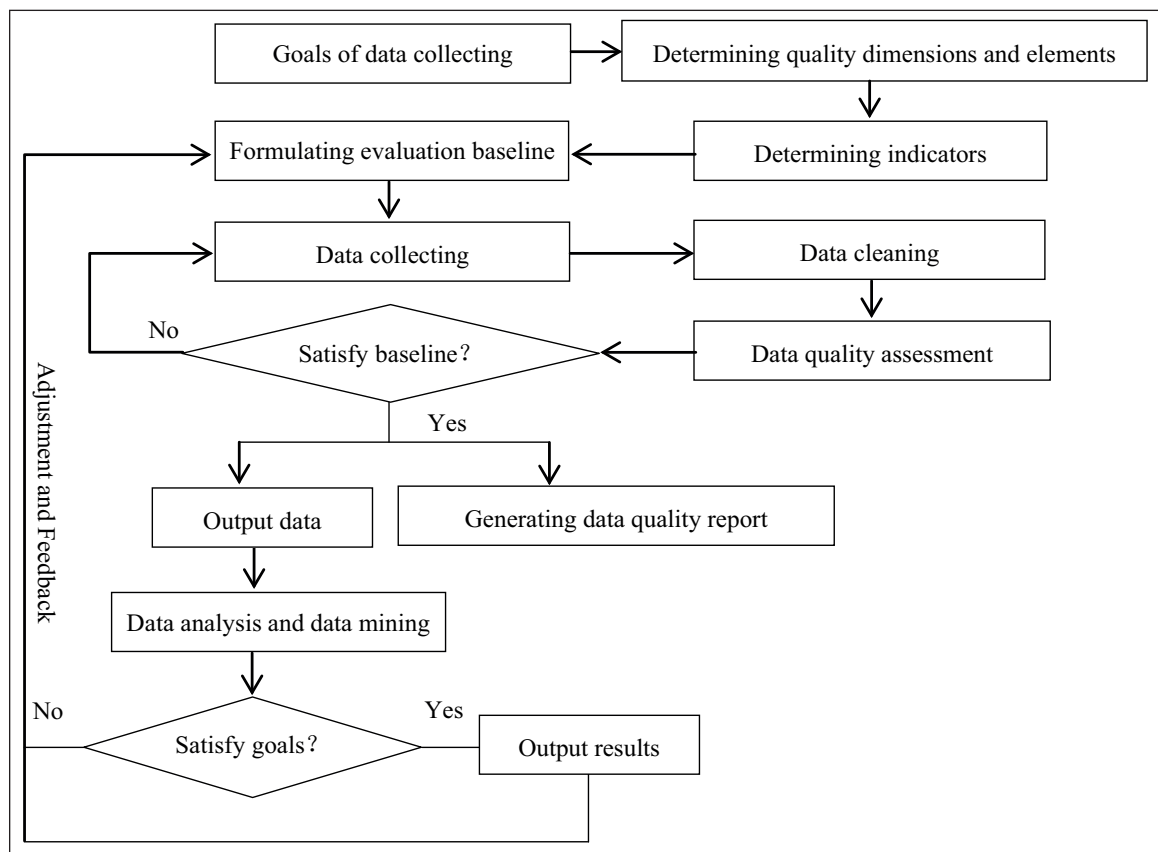 Goals of data collecting
Determining quality dimensions and elements
Formulating evaluation baseline
Determining indicators
Data collecting
Data cleaning
No
Satisfy baseline？
Data quality assessment
Adjustment and Feedback
Yes
Output data
Generating data quality report
Data analysis and data mining
No
Yes
Satisfy goals？
Output results